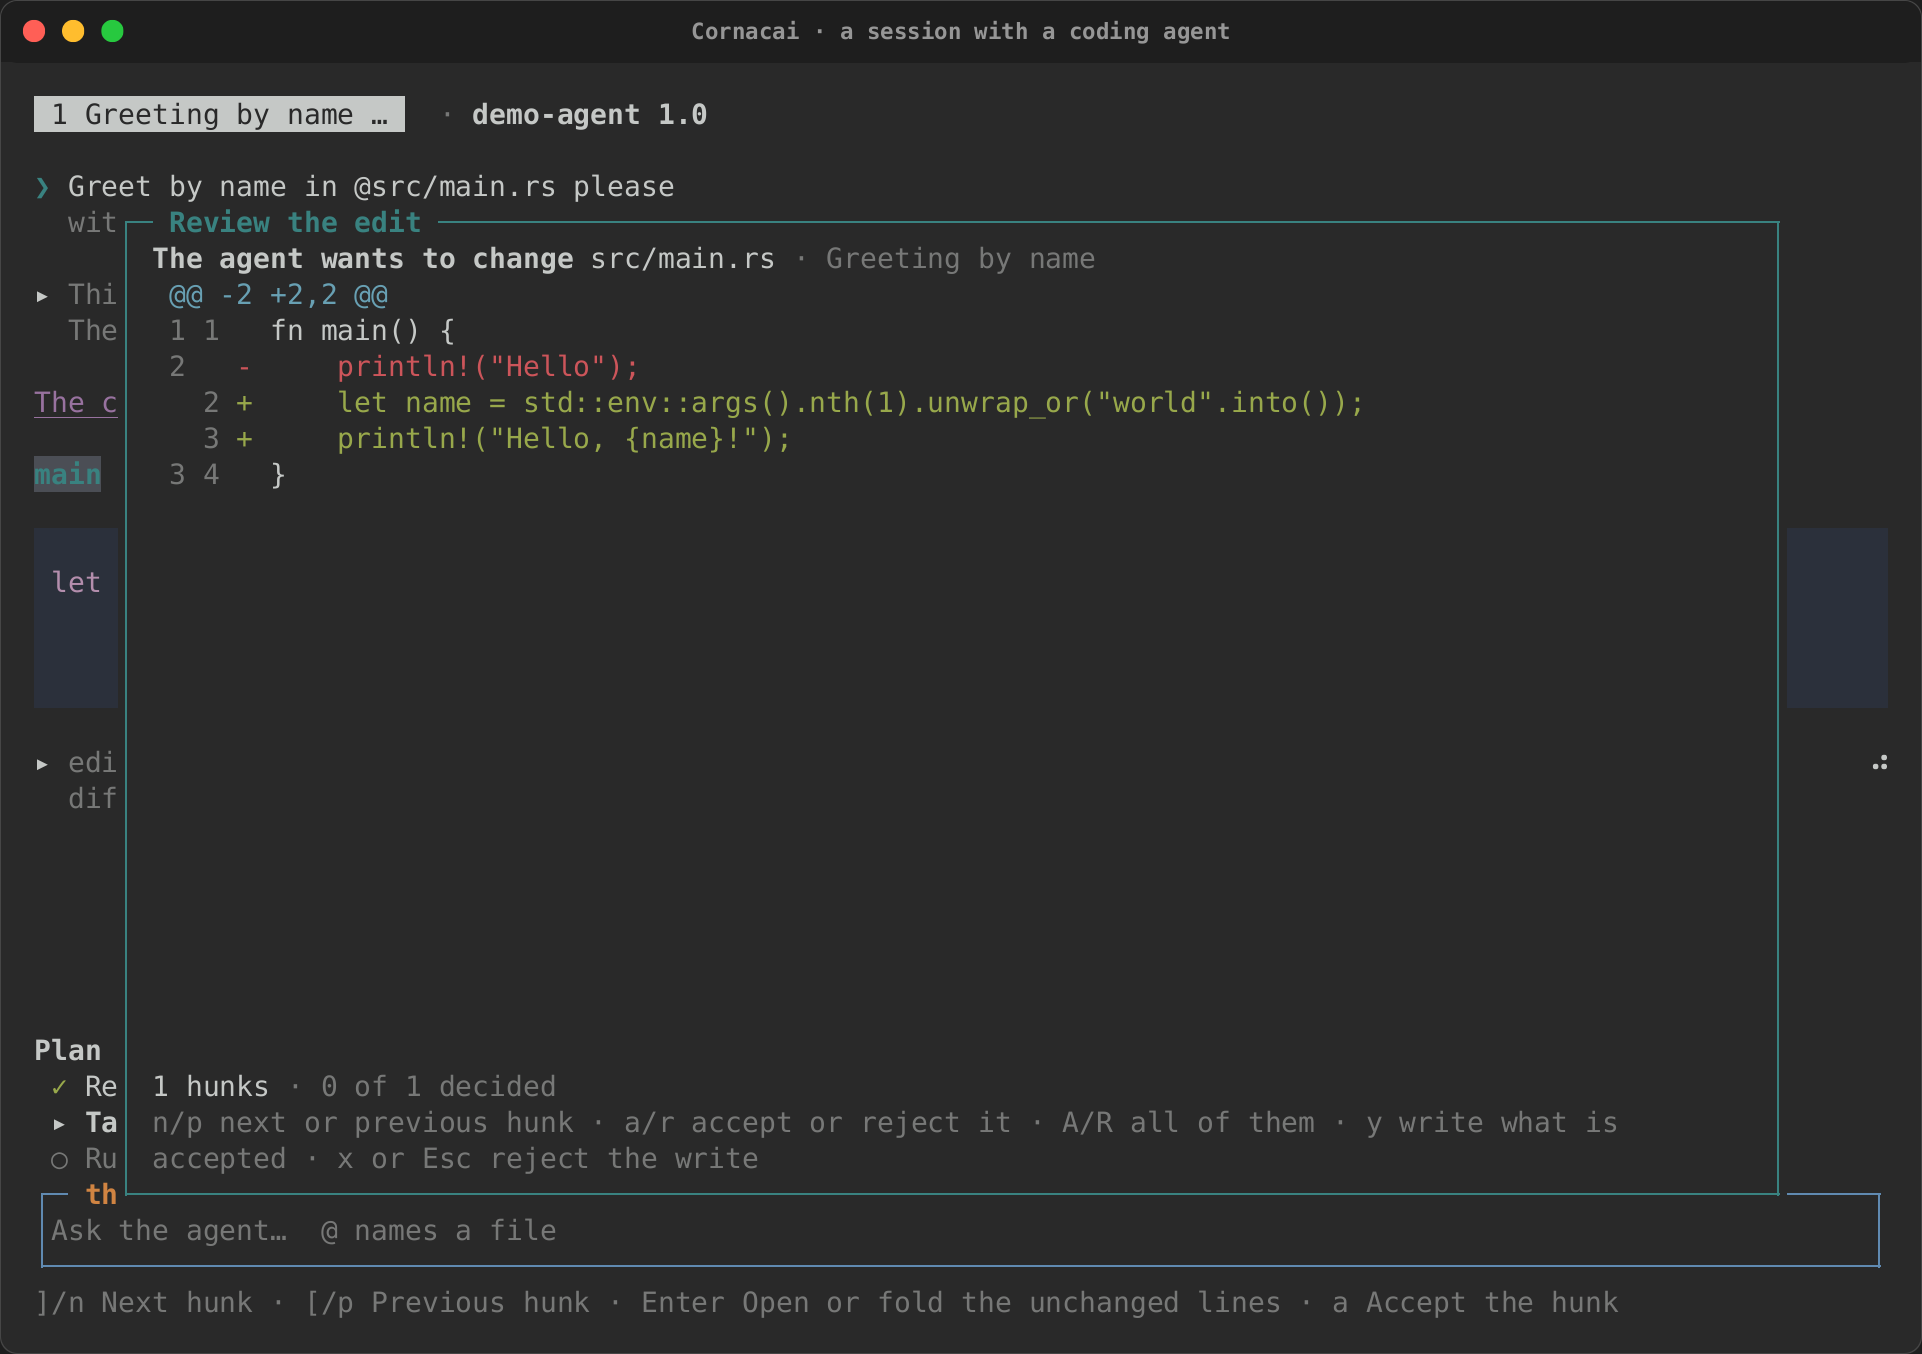 Cornacai · a session with a coding agent
1 Greeting by name … · demo-agent 1.0
❯ Greet by name in @src/main.rs please
wit
Review the edit
The agent wants to change src/main.rs · Greeting by name
▸ Thi
@@ -2 +2,2 @@
The
1 1 fn main() {
2 - println!("Hello");
The c
2 + let name = std::env::args().nth(1).unwrap_or("world".into());
3 + println!("Hello, {name}!");
main
3 4 }
let
▸ edi
dif
Plan
✓ Re
1 hunks · 0 of 1 decided
▸ Ta
n/p next or previous hunk · a/r accept or reject it · A/R all of them · y write what is
○ Ru
accepted · x or Esc reject the write
th
Ask the agent… @ names a file
]/n Next hunk · [/p Previous hunk · Enter Open or fold the unchanged lines · a Accept the hunk